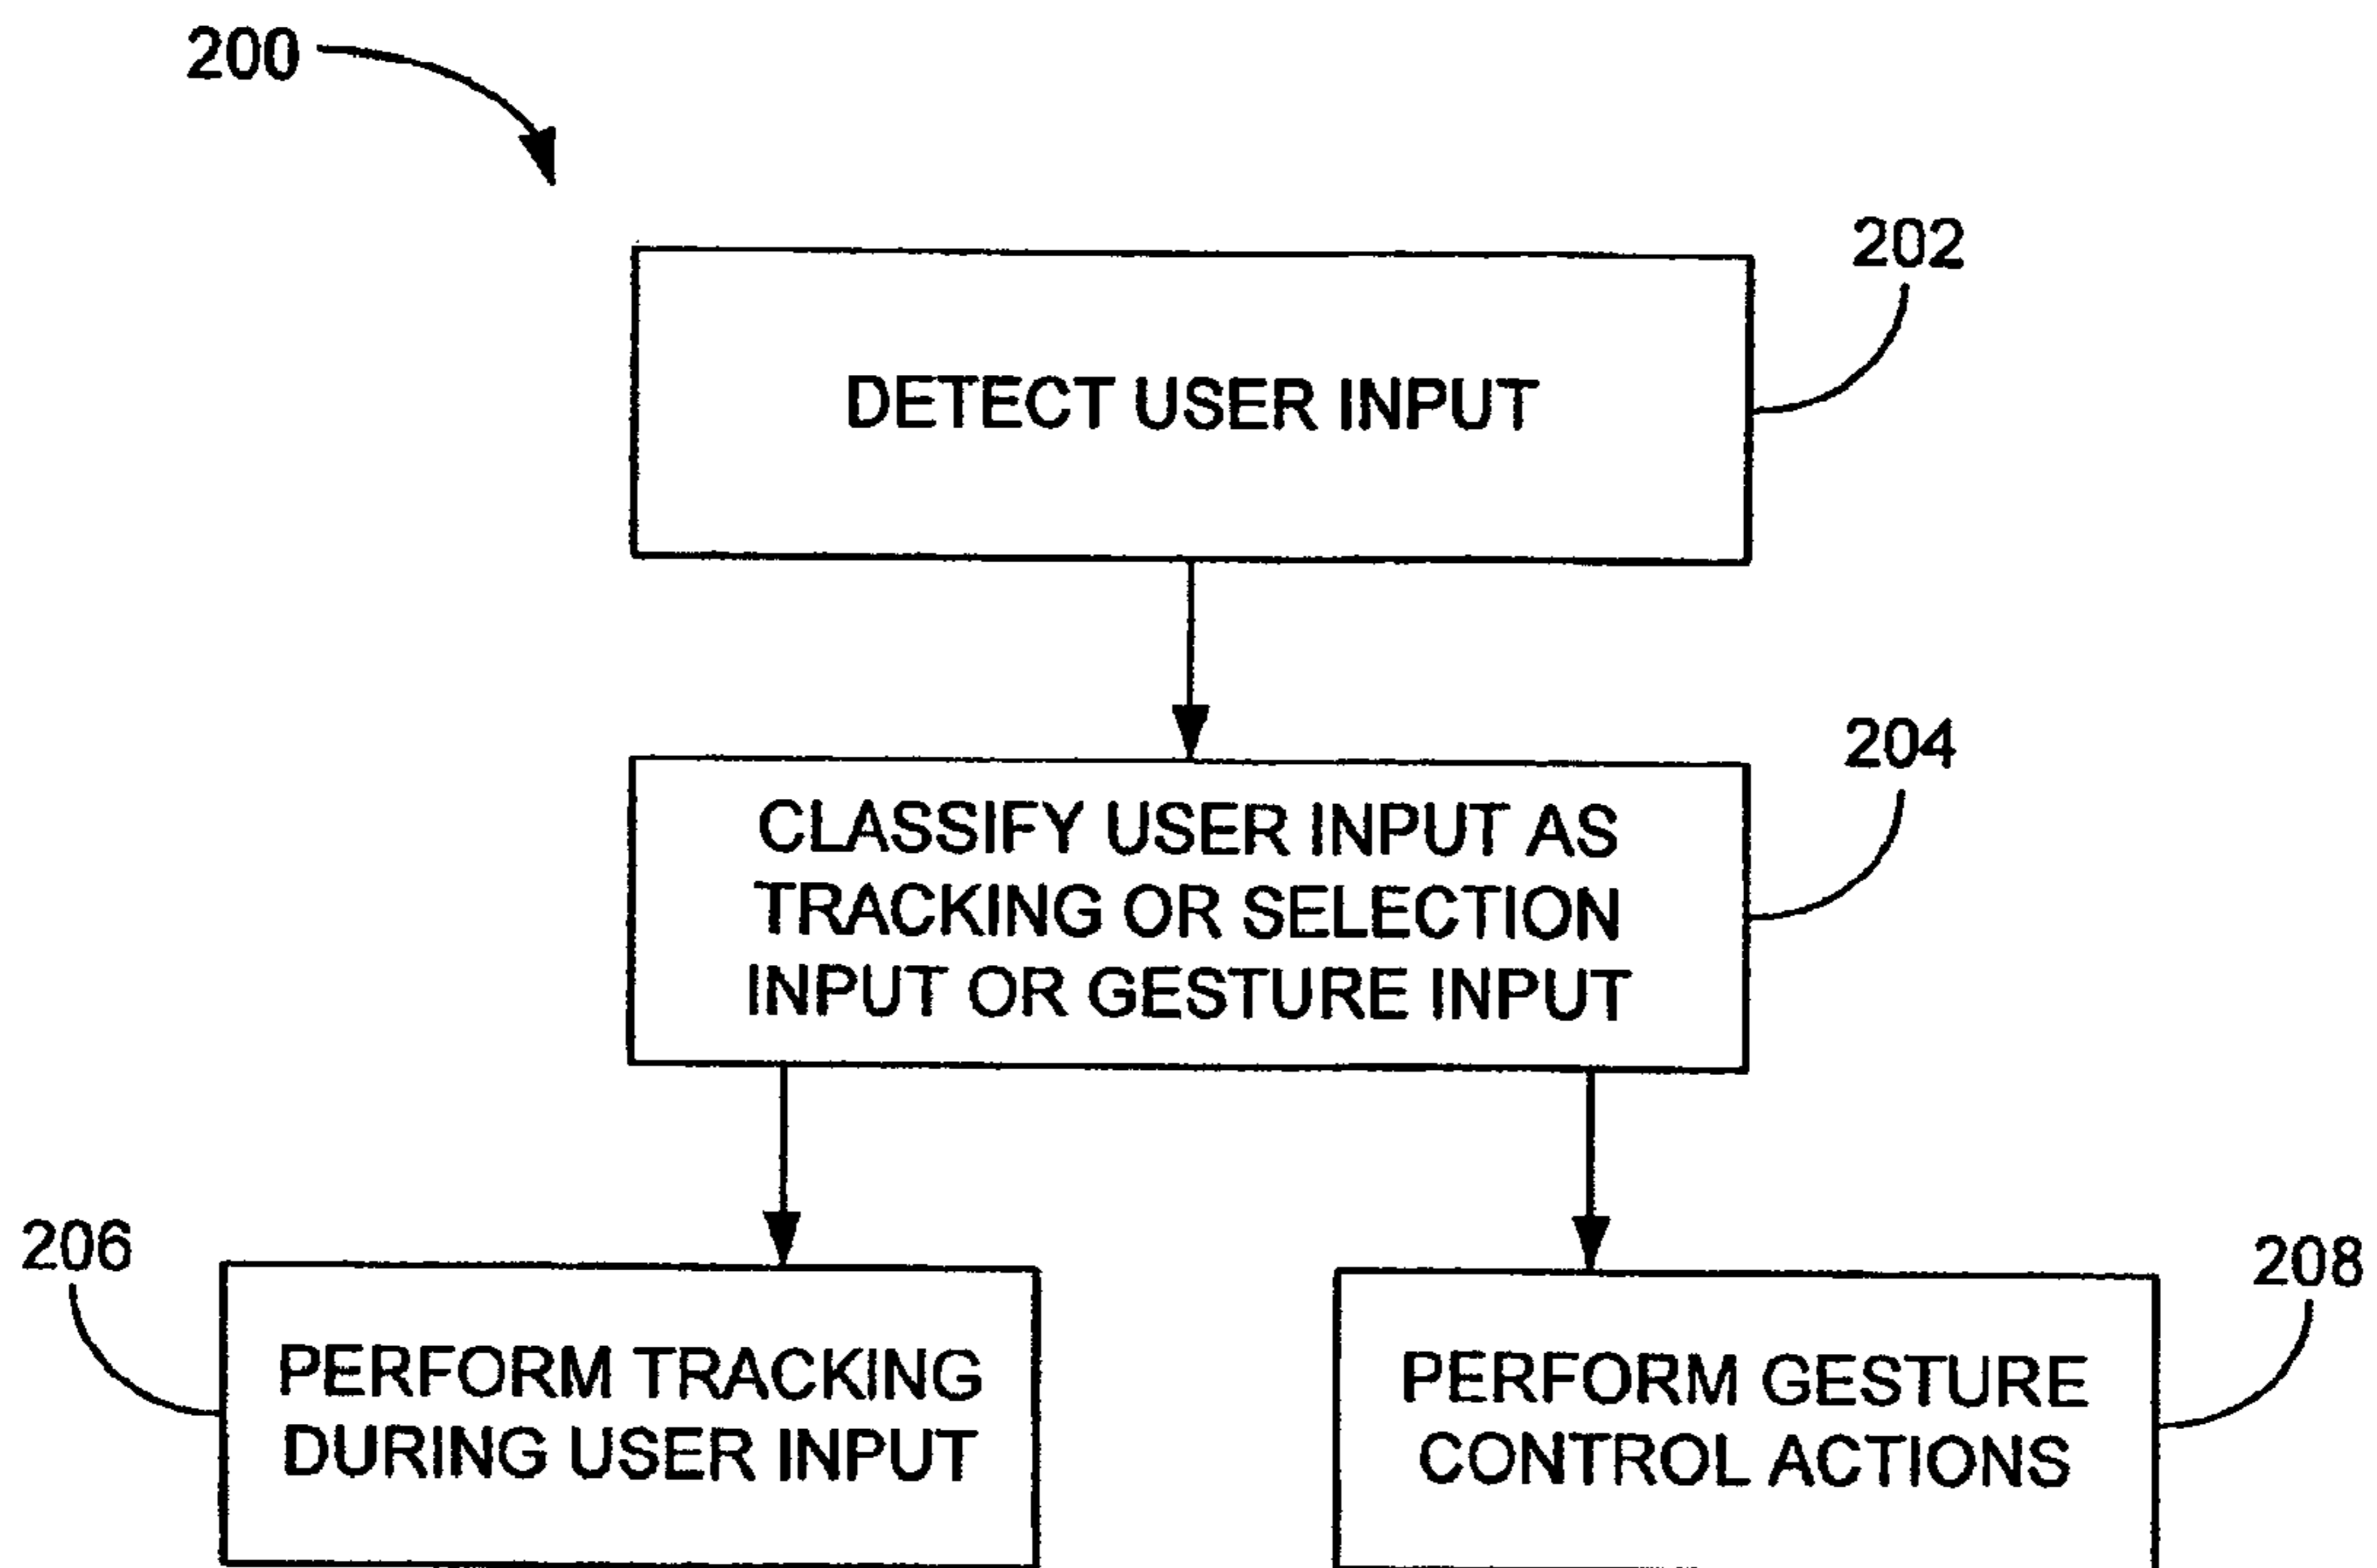 200
202
DETECT USER INPUT
204
CLASSIFY USER INPUT AS
TRACKING OR SELECTION
INPUT OR GESTURE INPUT
206
PERFORM TRACKING
DURING USER INPUT
208
PERFORM GESTURE
CONTROL ACTIONS